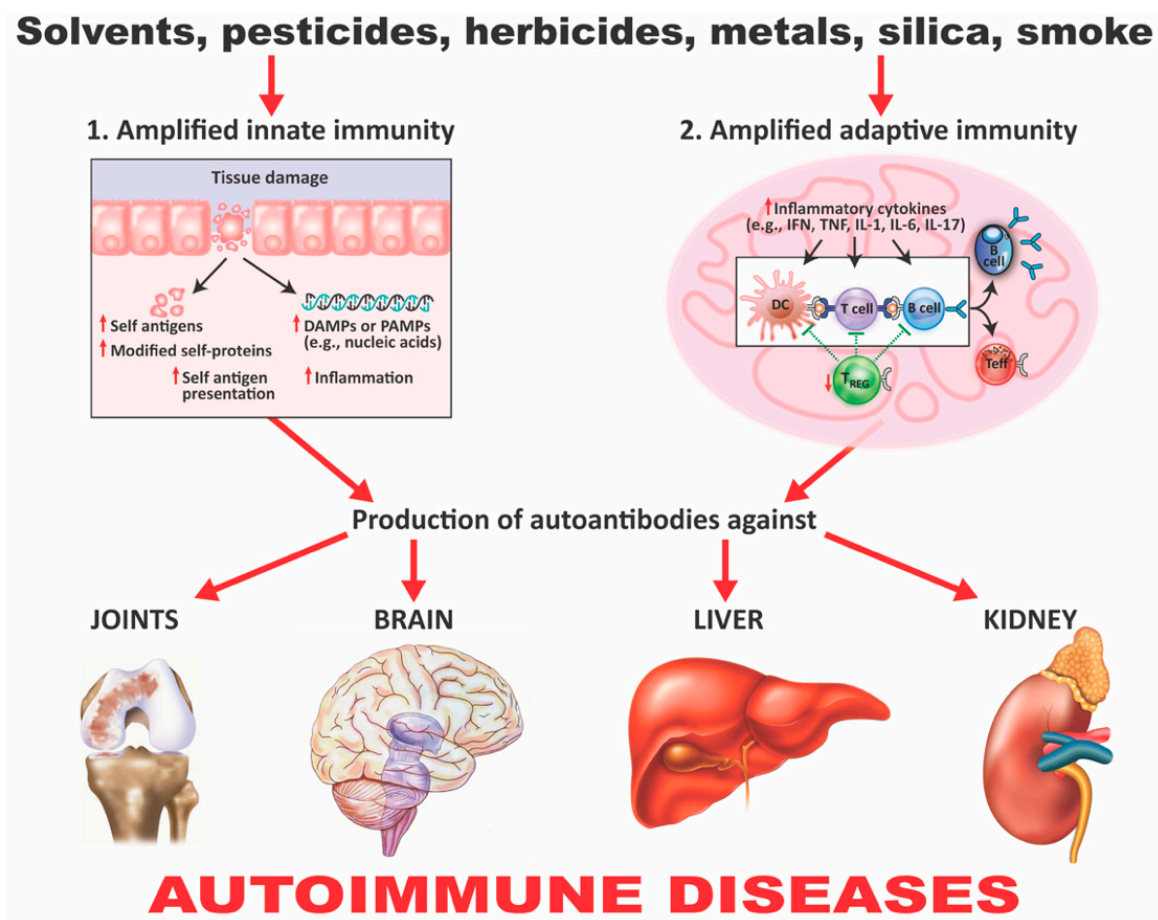 Solvents, pesticides, herbicides, metals, silica, smoke
1. Amplified innate immunity
Tissue damage
↑ Self antigens
↑ Modified self-proteins
↑ Self antigen
presentation
↑ DAMPs or PAMPs
(e.g., nucleic acids)
↑ Inflammation
2. Amplified adaptive immunity
↑ Inflammatory cytokines
(e.g., IFN, TNF, IL-1, IL-6, IL-17)
DC
T cell
B cell
B
cell
Teff
↓ TREG
Production of autoantibodies against
JOINTS
BRAIN
LIVER
KIDNEY
AUTOIMMUNE DISEASES